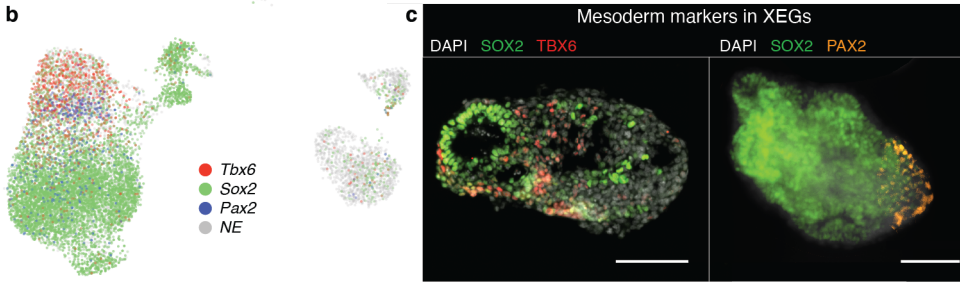 b
Tbx6
Sox2
Pax2
NE
c
Mesoderm markers in XEGs
DAPI SOX2 TBX6
DAPI SOX2 PAX2